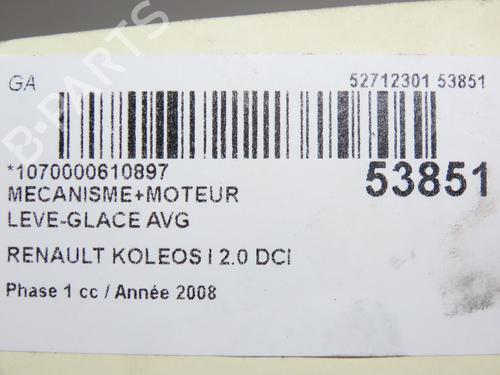 GA
52712301 53851
*1070000610897
53851
MECANISME+MOTEUR
LEVE-GLACE AVG
RENAULT KOLEOS I 2.0 DCI
Phase 1 cc / Année 2008
B-PARTS